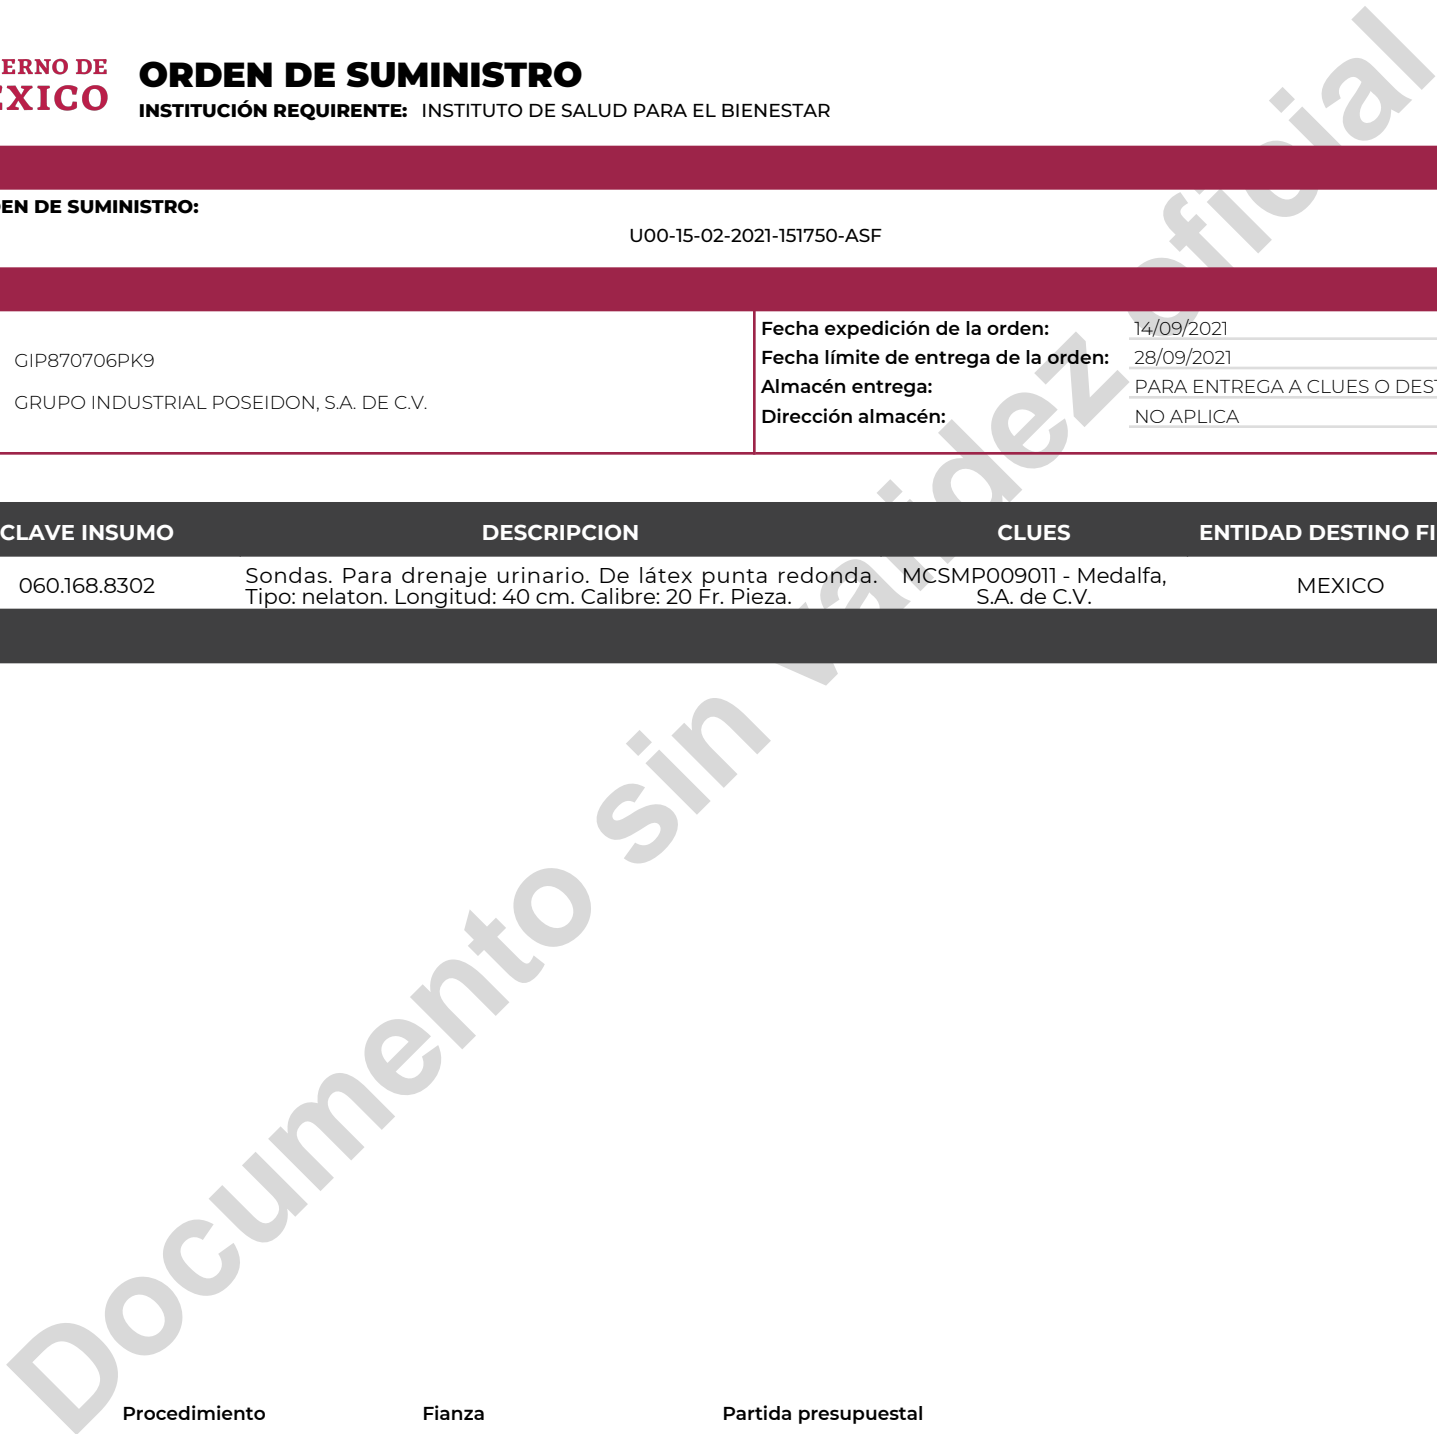 ERNO DE
EXICO
ORDEN DE SUMINISTRO
INSTITUCIÓN REQUIRENTE: INSTITUTO DE SALUD PARA EL BIENESTAR
EN DE SUMINISTRO:
U00-15-02-2021-151750-ASF
GIP870706PK9
GRUPO INDUSTRIAL POSEIDON, S.A. DE C.V.
Fecha expedición de la orden: 14/09/2021
Fecha límite de entrega de la orden: 28/09/2021
Almacén entrega: PARA ENTREGA A CLUES O DEST
Dirección almacén: NO APLICA
CLAVE INSUMO DESCRIPCION CLUES ENTIDAD DESTINO FI
060.168.8302
Sondas. Para drenaje urinario. De látex punta redonda.
Tipo: nelaton. Longitud: 40 cm. Calibre: 20 Fr. Pieza.
MCSMP009011 - Medalfa,
S.A. de C.V.
MEXICO
Documento sin validez oficial
Procedimiento Fianza Partida presupuestal